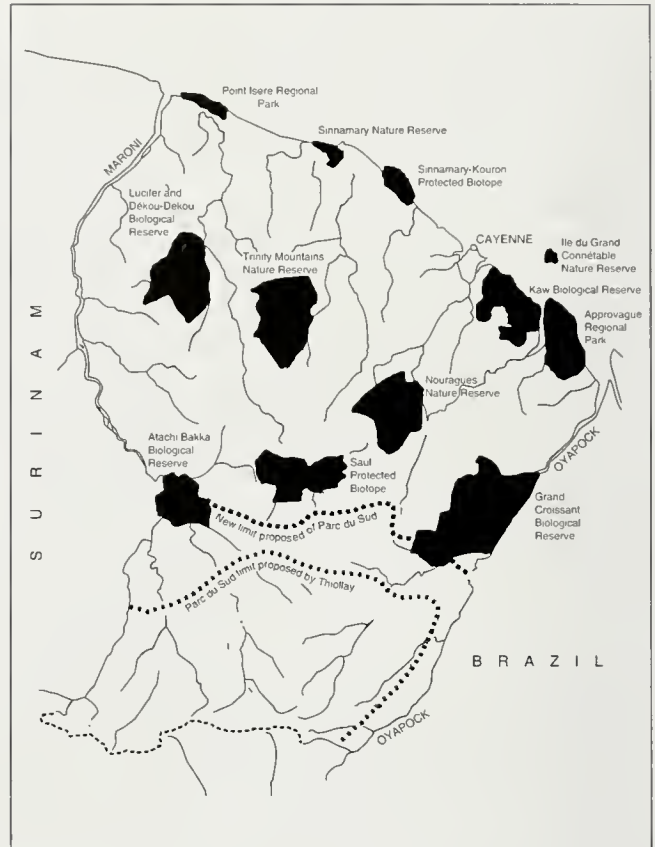 Point Isere Regional
Park
Sinnamary Nature Reserve
Sinnamary-Kouron
Protected Biotope
MARONI
Lucifer and
Dékou-Dekou
Biological
Reserve
Trinity Mountains
Nature Reserve
CAYENNE
Ile du Grand
Connétable
Nature Reserve
Kaw Biological Reserve
Approvague
Regional
Park
Nouragues
Nature Reserve
SURINAM
Atachi Bakka
Biological
Reserve
Saul
Protected
Biotope
OYAPOCK
Grand
Croissant
Biological
Reserve
New limit proposed of Parc du Sud
Parc du Sud limit proposed by Thiollay
BRAZIL
OYAPOCK